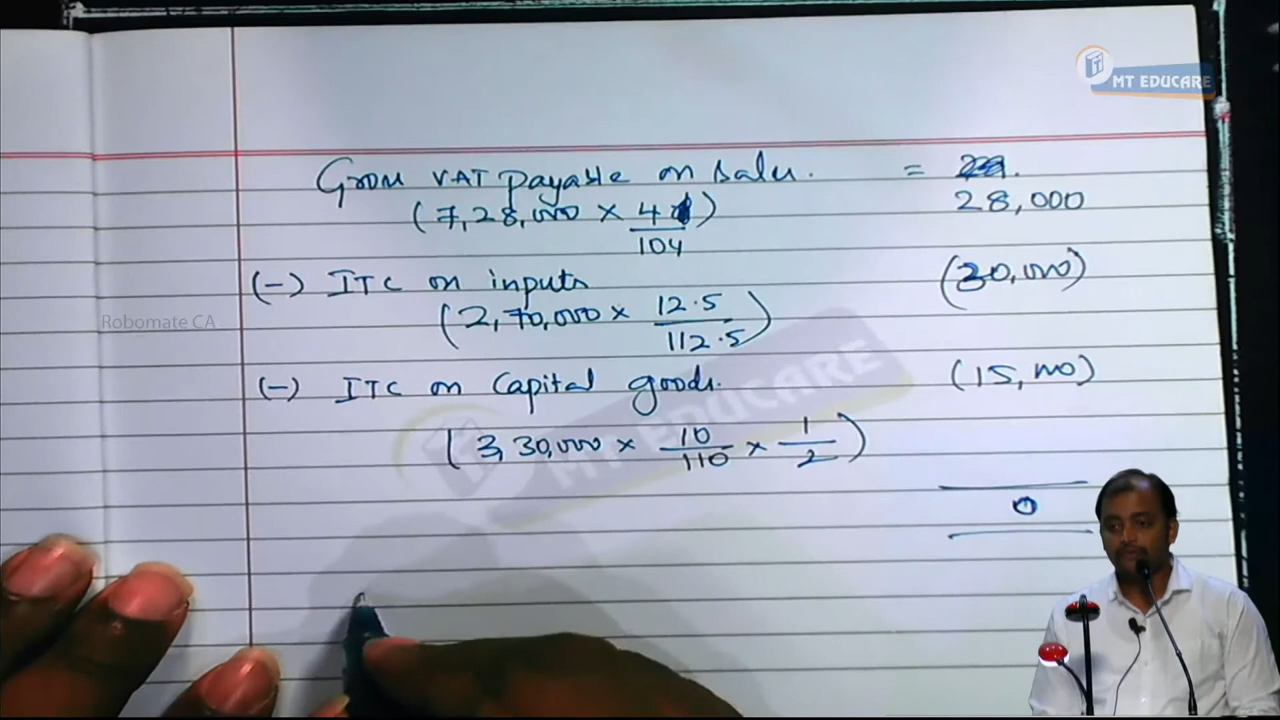 MT EDUCARE
Gross VAT payable on sales. =
28,000
(7,28,000 × 4
104)
(-) ITC on inputs (30,000)
(2,70,000 × 12.5
112.5)
Robomate CA
(-) ITC on Capital goods. (15,000)
(3,30,000 × 10
110 × 1
2)
0
MT EDUCARE